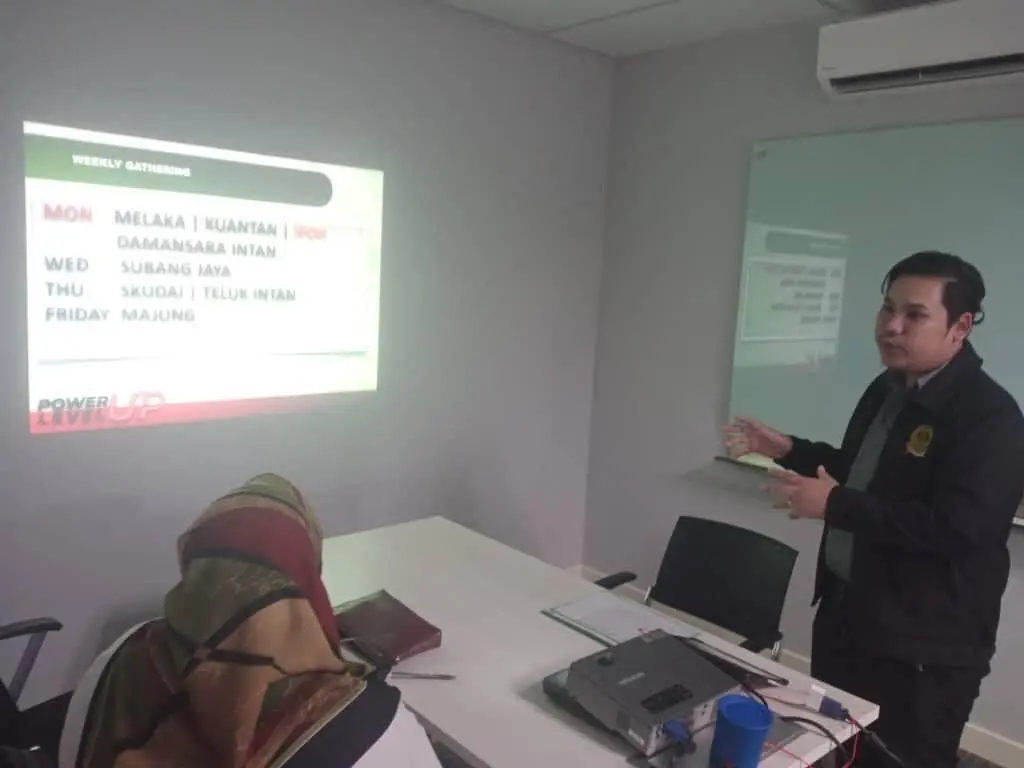 WEEKLY GATHERING
MON MELAKA | KUANTAN | IPOH
DAMANSARA INTAN
WED SUBANG JAYA
THU SKUDAI | TELUK INTAN
FRIDAY MAJUNG
POWER
LEVEL UP